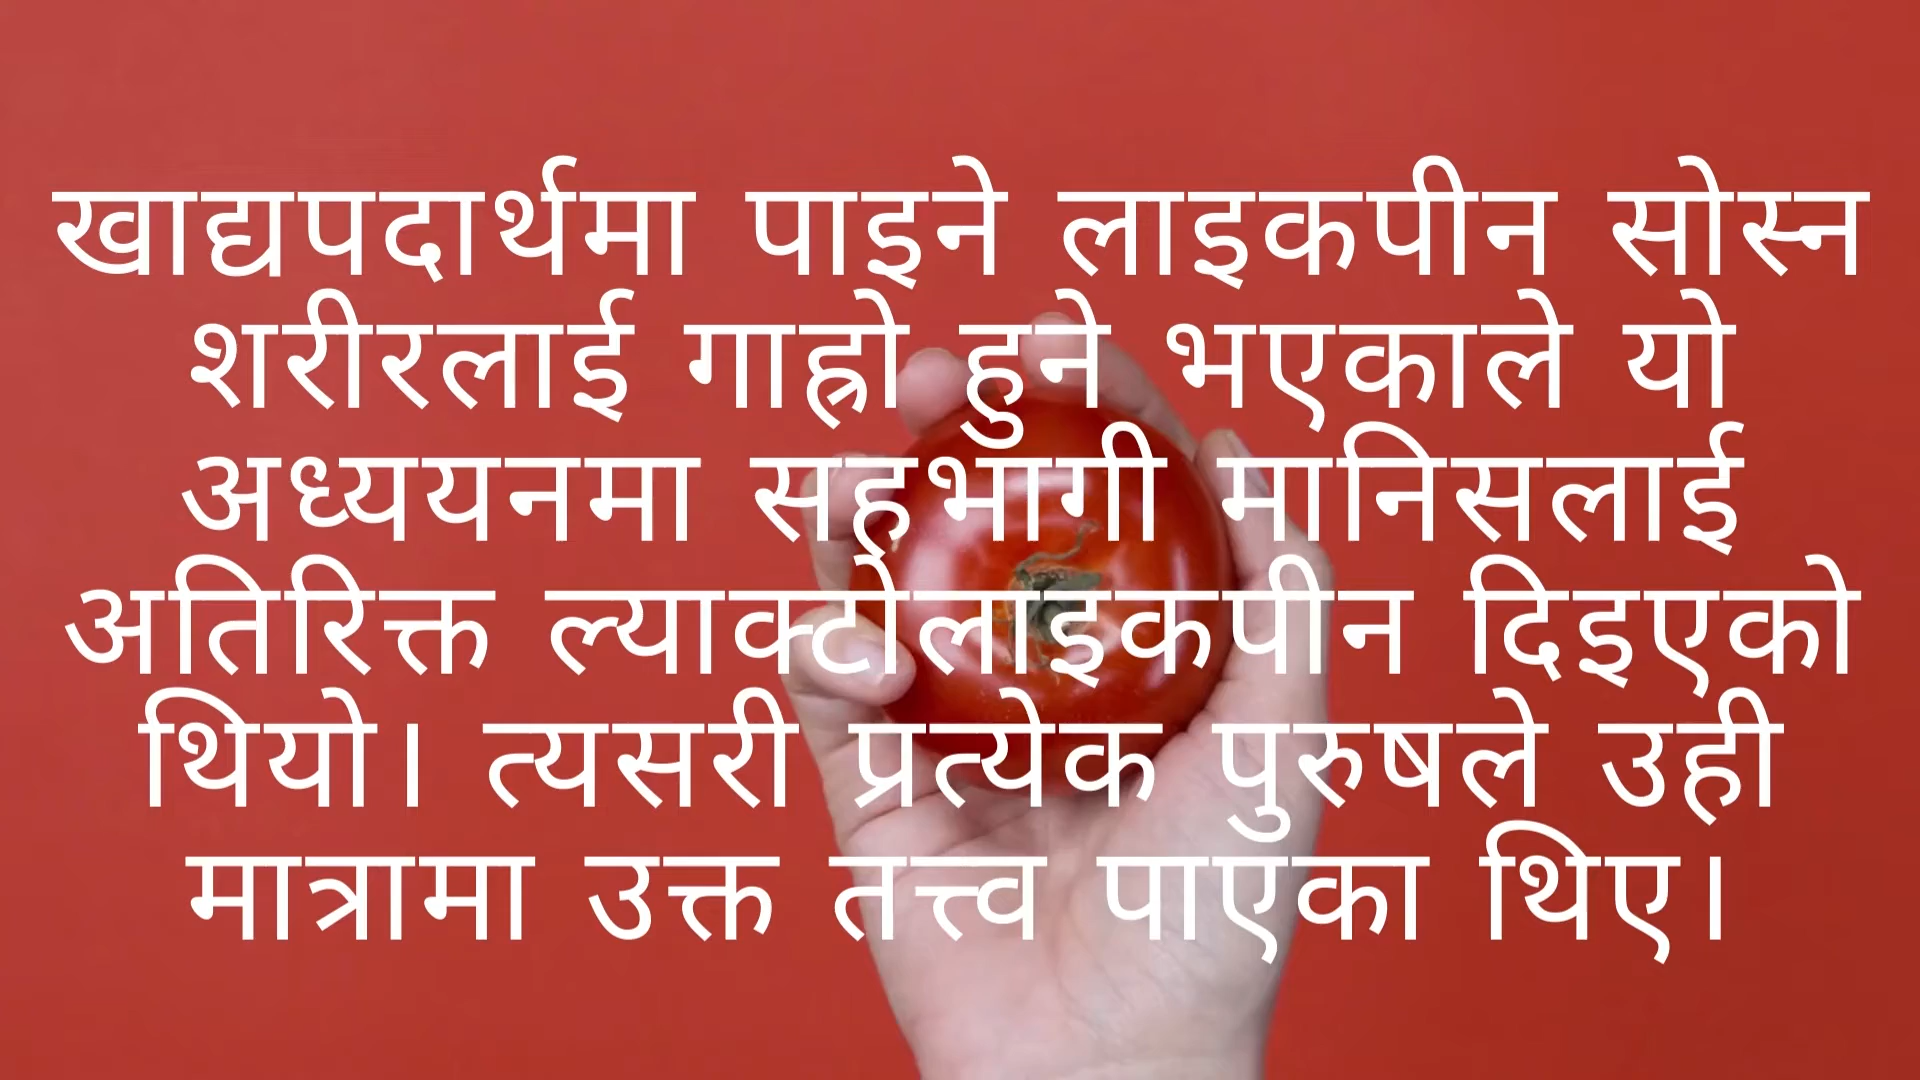 खाद्यपदार्थमा पाइने लाइकपीन सोस्न
शरीरलाई गाह्रो हुने भएकाले यो
अध्ययनमा सहभागी मानिसलाई
अतिरिक्त ल्याक्टोलाइकपीन दिइएको
थियो। त्यसरी प्रत्येक पुरुषले उही
मात्रामा उक्त तत्त्व पाएका थिए।